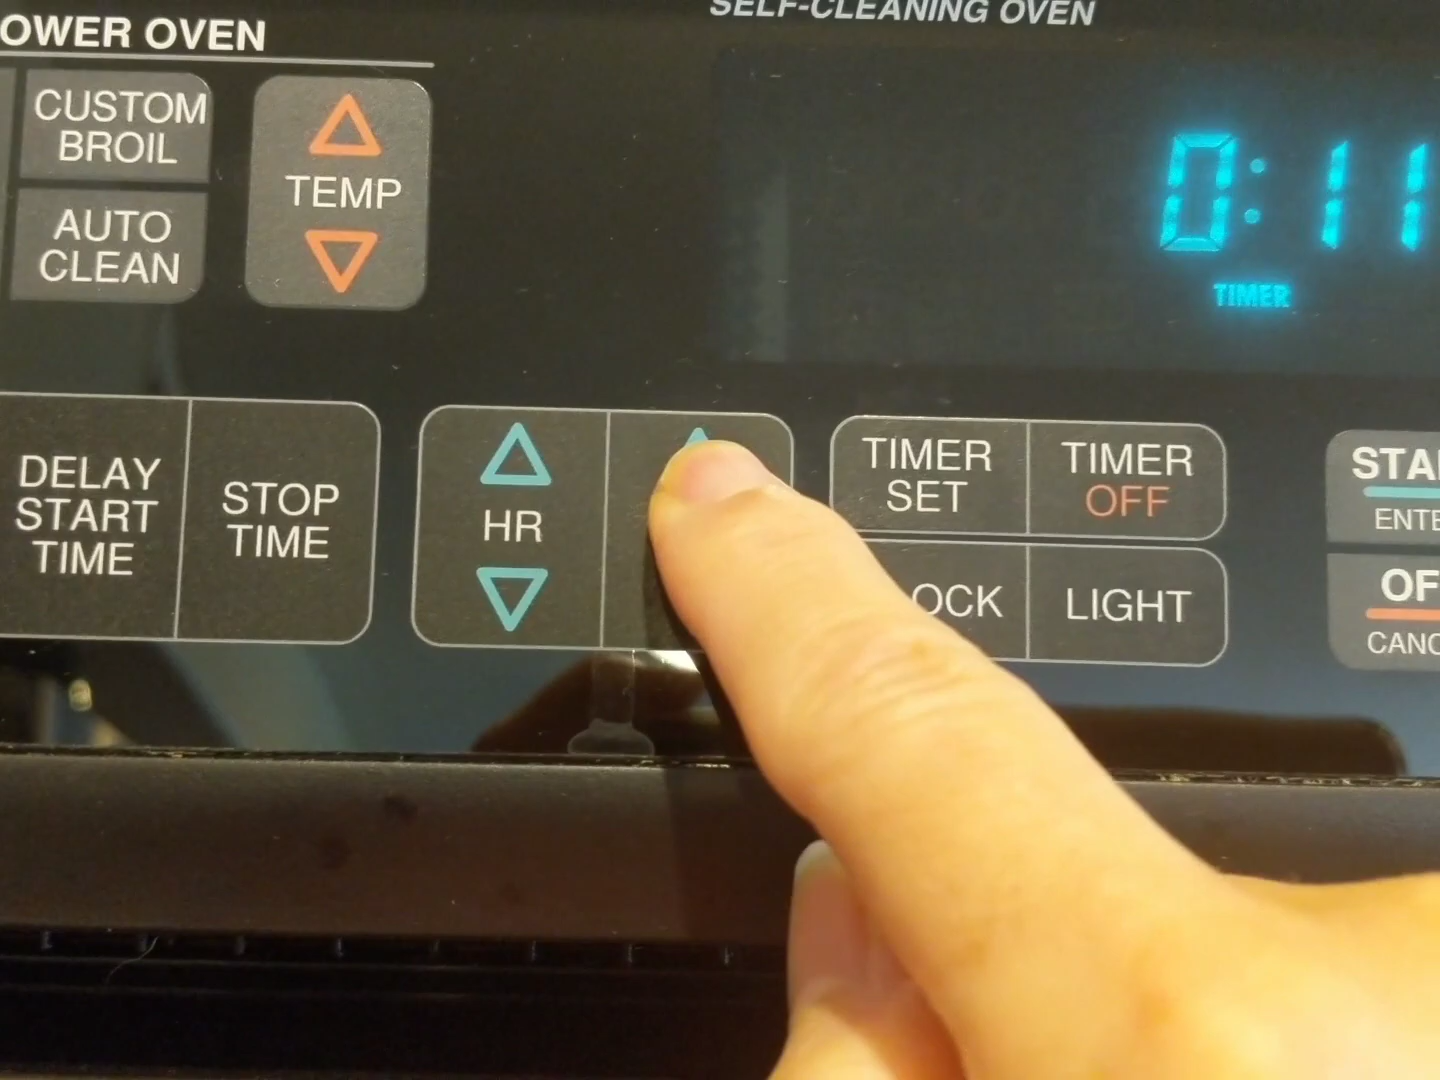 OWER OVEN
SELF-CLEANING OVEN
CUSTOM
BROIL
AUTO
CLEAN
TEMP
0:11
TIMER
DELAY
START
TIME
STOP
TIME
HR
TIMER
SET
TIMER
OFF
OCK
LIGHT
STAR
ENTE
OF
CANC